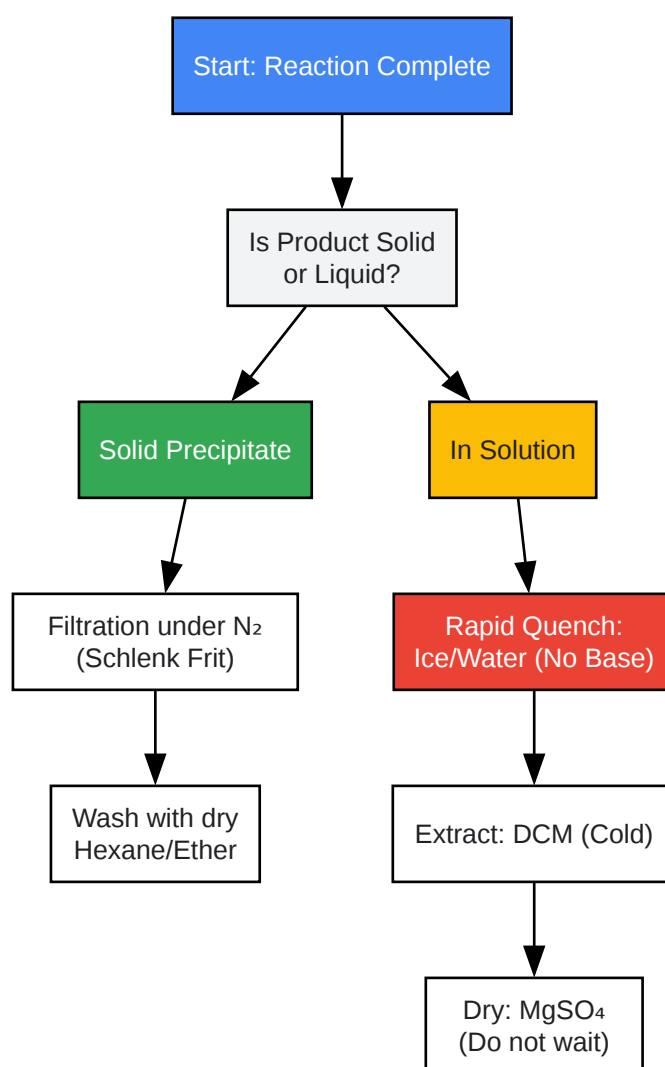 Start: Reaction Complete
Is Product Solid
or Liquid?
Solid Precipitate
In Solution
Filtration under N₂
(Schlenk Frit)
Rapid Quench:
Ice/Water (No Base)
Wash with dry
Hexane/Ether
Extract: DCM (Cold)
Dry: MgSO₄
(Do not wait)